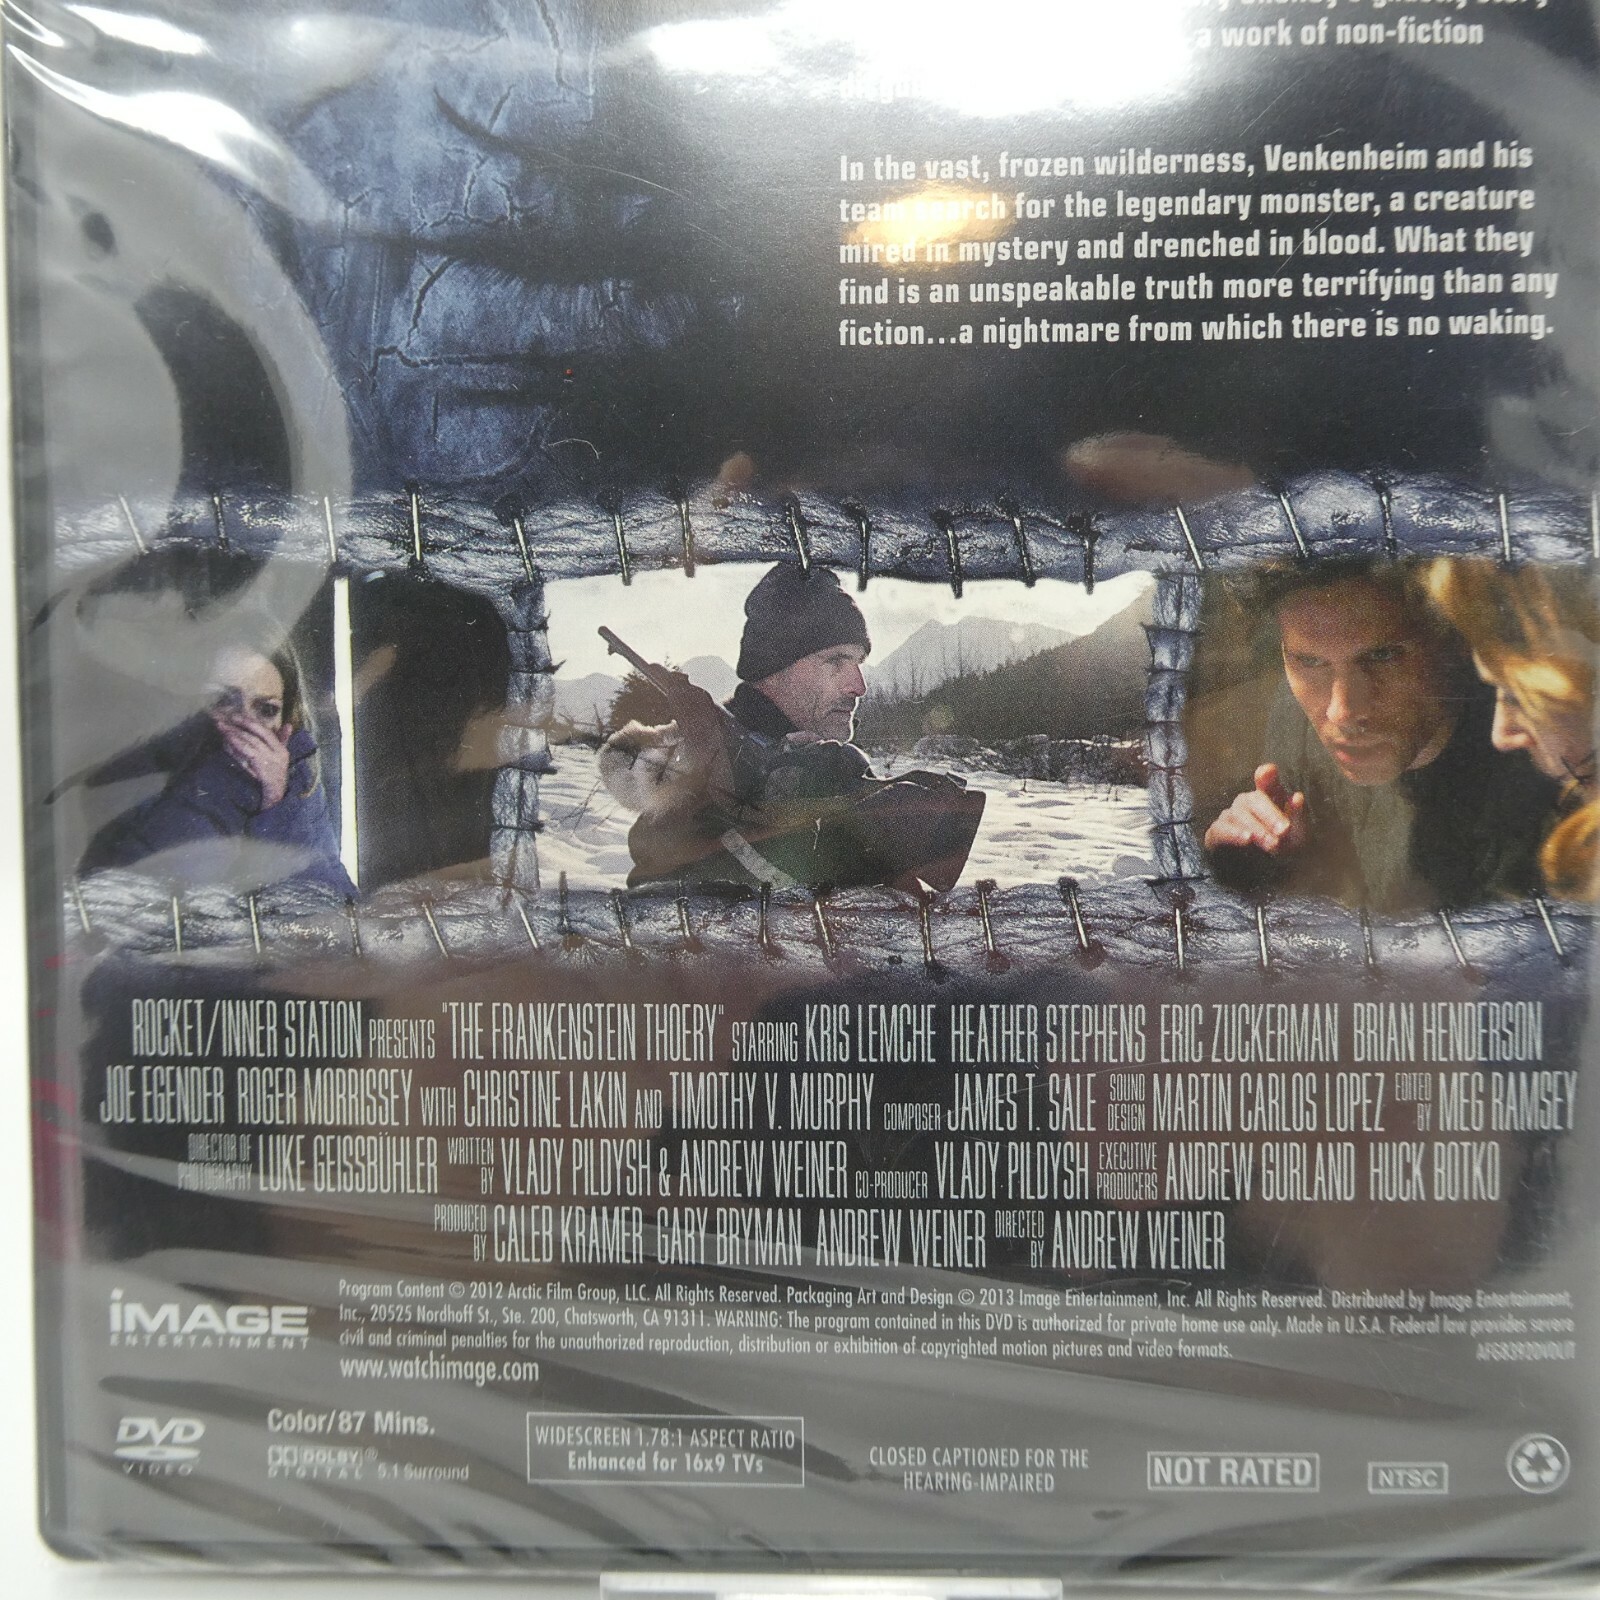 a work of non-fiction
In the vast, frozen wilderness, Venkenheim and his
team search for the legendary monster, a creature
mired in mystery and drenched in blood. What they
find is an unspeakable truth more terrifying than any
fiction...a nightmare from which there is no waking.
ROCKET/INNER STATION PRESENTS "THE FRANKENSTEIN THOERY" STARRING KRIS LEMCHE HEATHER STEPHENS ERIC ZUCKERMAN BRIAN HENDERSON
JOE EGENDER ROGER MORRISSEY WITH CHRISTINE LAKIN AND TIMOTHY V. MURPHY COMPOSER JAMES T. SALE SOUND DESIGN MARTIN CARLOS LOPEZ EDITED BY MEG RAMSEY
DIRECTOR OF PHOTOGRAPHY LUKE GEISSBÜHLER WRITTEN BY VLADY PILDYSH & ANDREW WEINER CO-PRODUCER VLADY PILDYSH EXECUTIVE PRODUCERS ANDREW GURLAND HUCK BOTKO
PRODUCED BY CALEB KRAMER GARY BRYMAN ANDREW WEINER DIRECTED BY ANDREW WEINER
iMAGE
ENTERTAINMENT
Program Content © 2012 Arctic Film Group, LLC. All Rights Reserved. Packaging Art and Design © 2013 Image Entertainment, Inc. All Rights Reserved. Distributed by Image Entertainment,
Inc., 20525 Nordhoff St., Ste. 200, Chatsworth, CA 91311. WARNING: The program contained in this DVD is authorized for private home use only. Made in U.S.A. Federal law provides severe
civil and criminal penalties for the unauthorized reproduction, distribution or exhibition of copyrighted motion pictures and video formats.
www.watchimage.com
DVD
VIDEO
Color/87 Mins.
DOLBY®
DIGITAL 5.1 Surround
WIDESCREEN 1.78:1 ASPECT RATIO
Enhanced for 16x9 TVs
CLOSED CAPTIONED FOR THE
HEARING-IMPAIRED
NOT RATED
NTSC